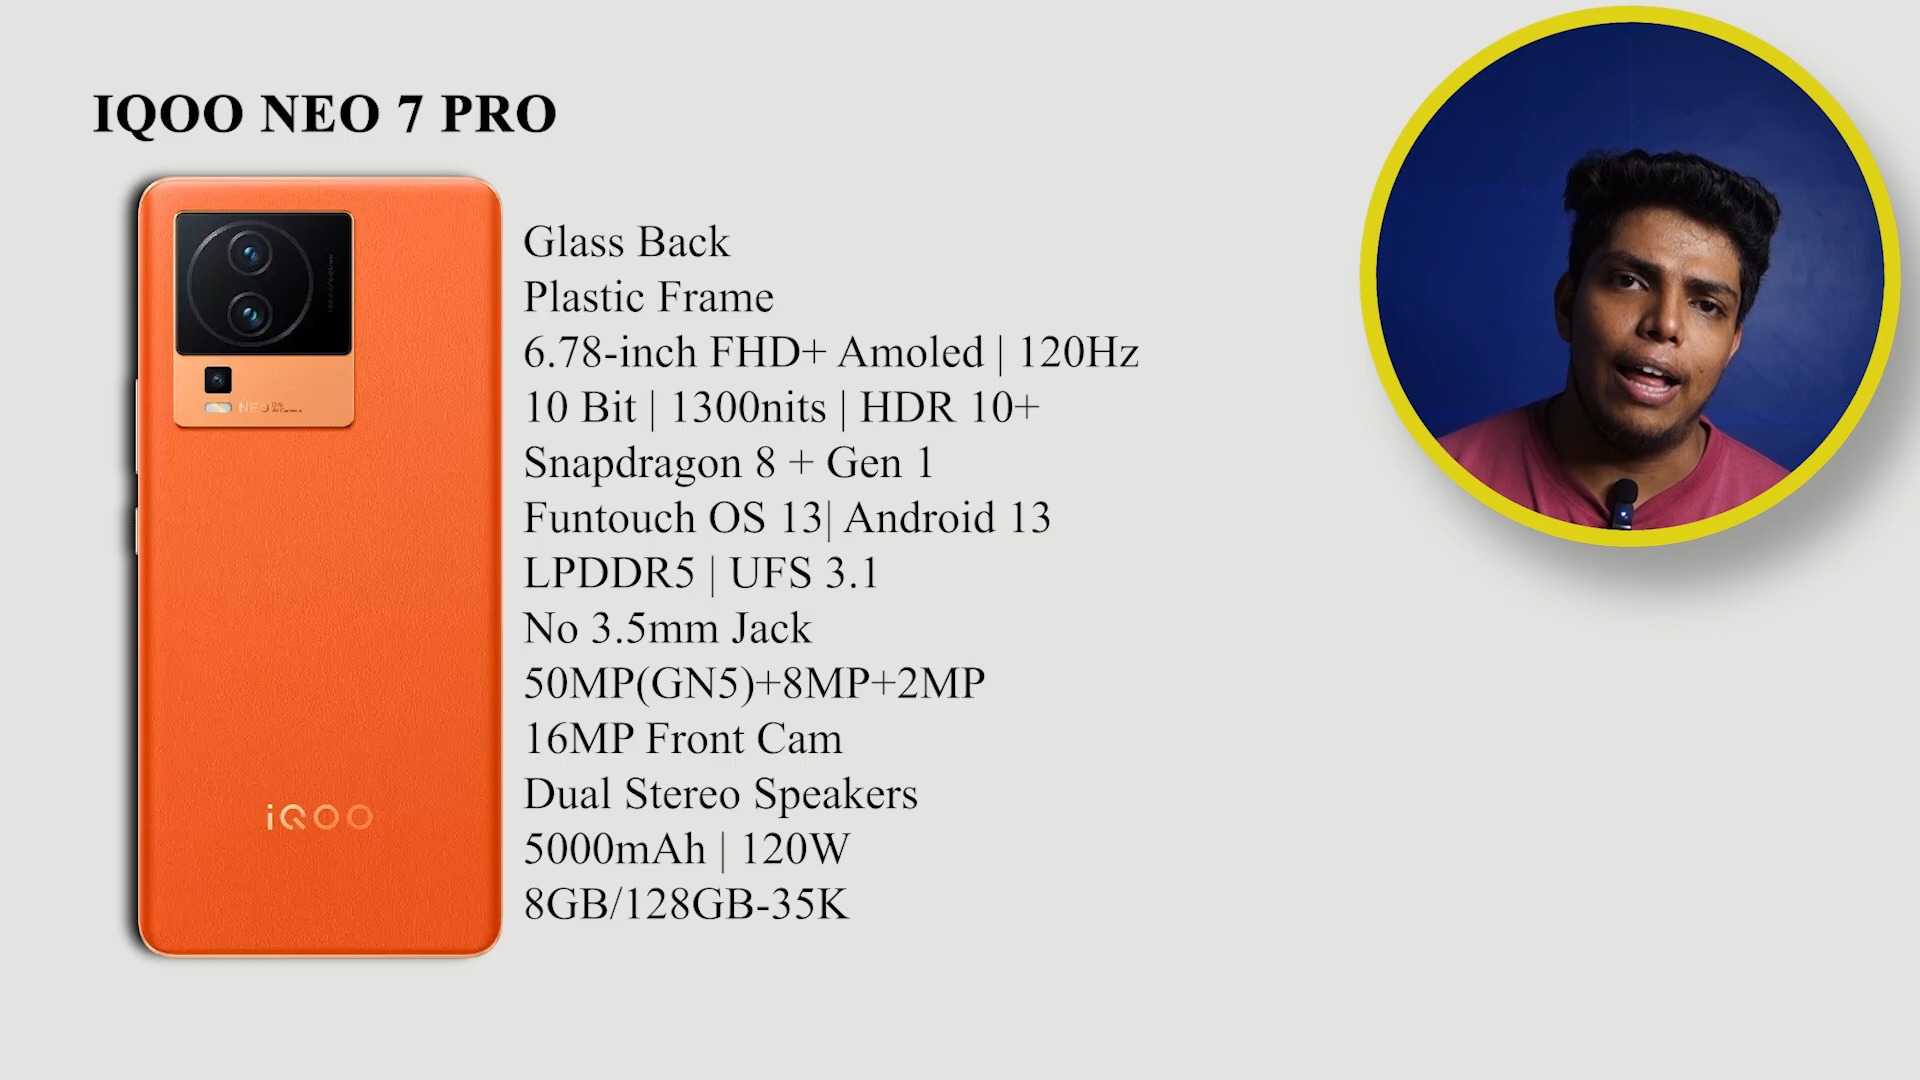 IQOO NEO 7 PRO
Glass Back
Plastic Frame
6.78-inch FHD+ Amoled | 120Hz
10 Bit | 1300nits | HDR 10+
Snapdragon 8 + Gen 1
Funtouch OS 13| Android 13
LPDDR5 | UFS 3.1
No 3.5mm Jack
50MP(GN5)+8MP+2MP
16MP Front Cam
Dual Stereo Speakers
5000mAh | 120W
8GB/128GB-35K
NEO
iQOO